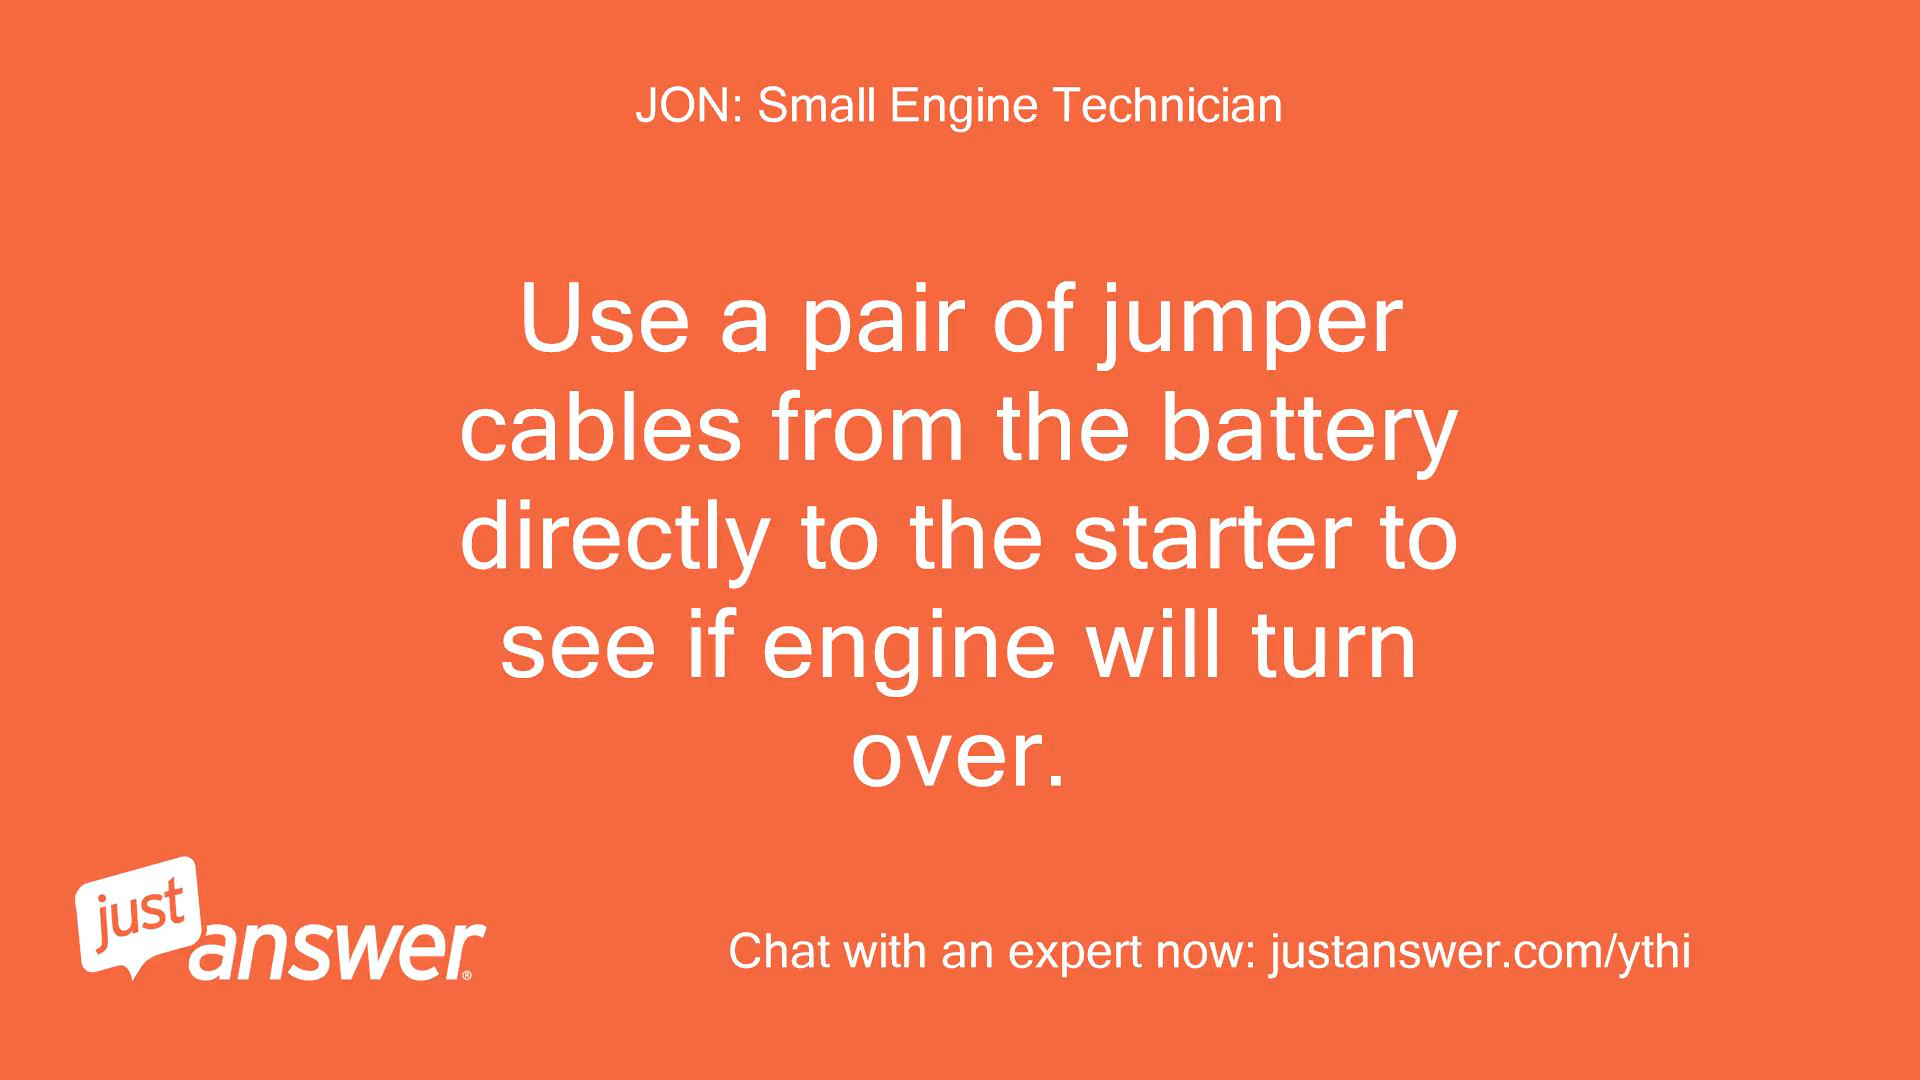 JON: Small Engine Technician
Use a pair of jumper
cables from the battery
directly to the starter to
see if engine will turn
over.
just
answer®
Chat with an expert now: justanswer.com/ythi